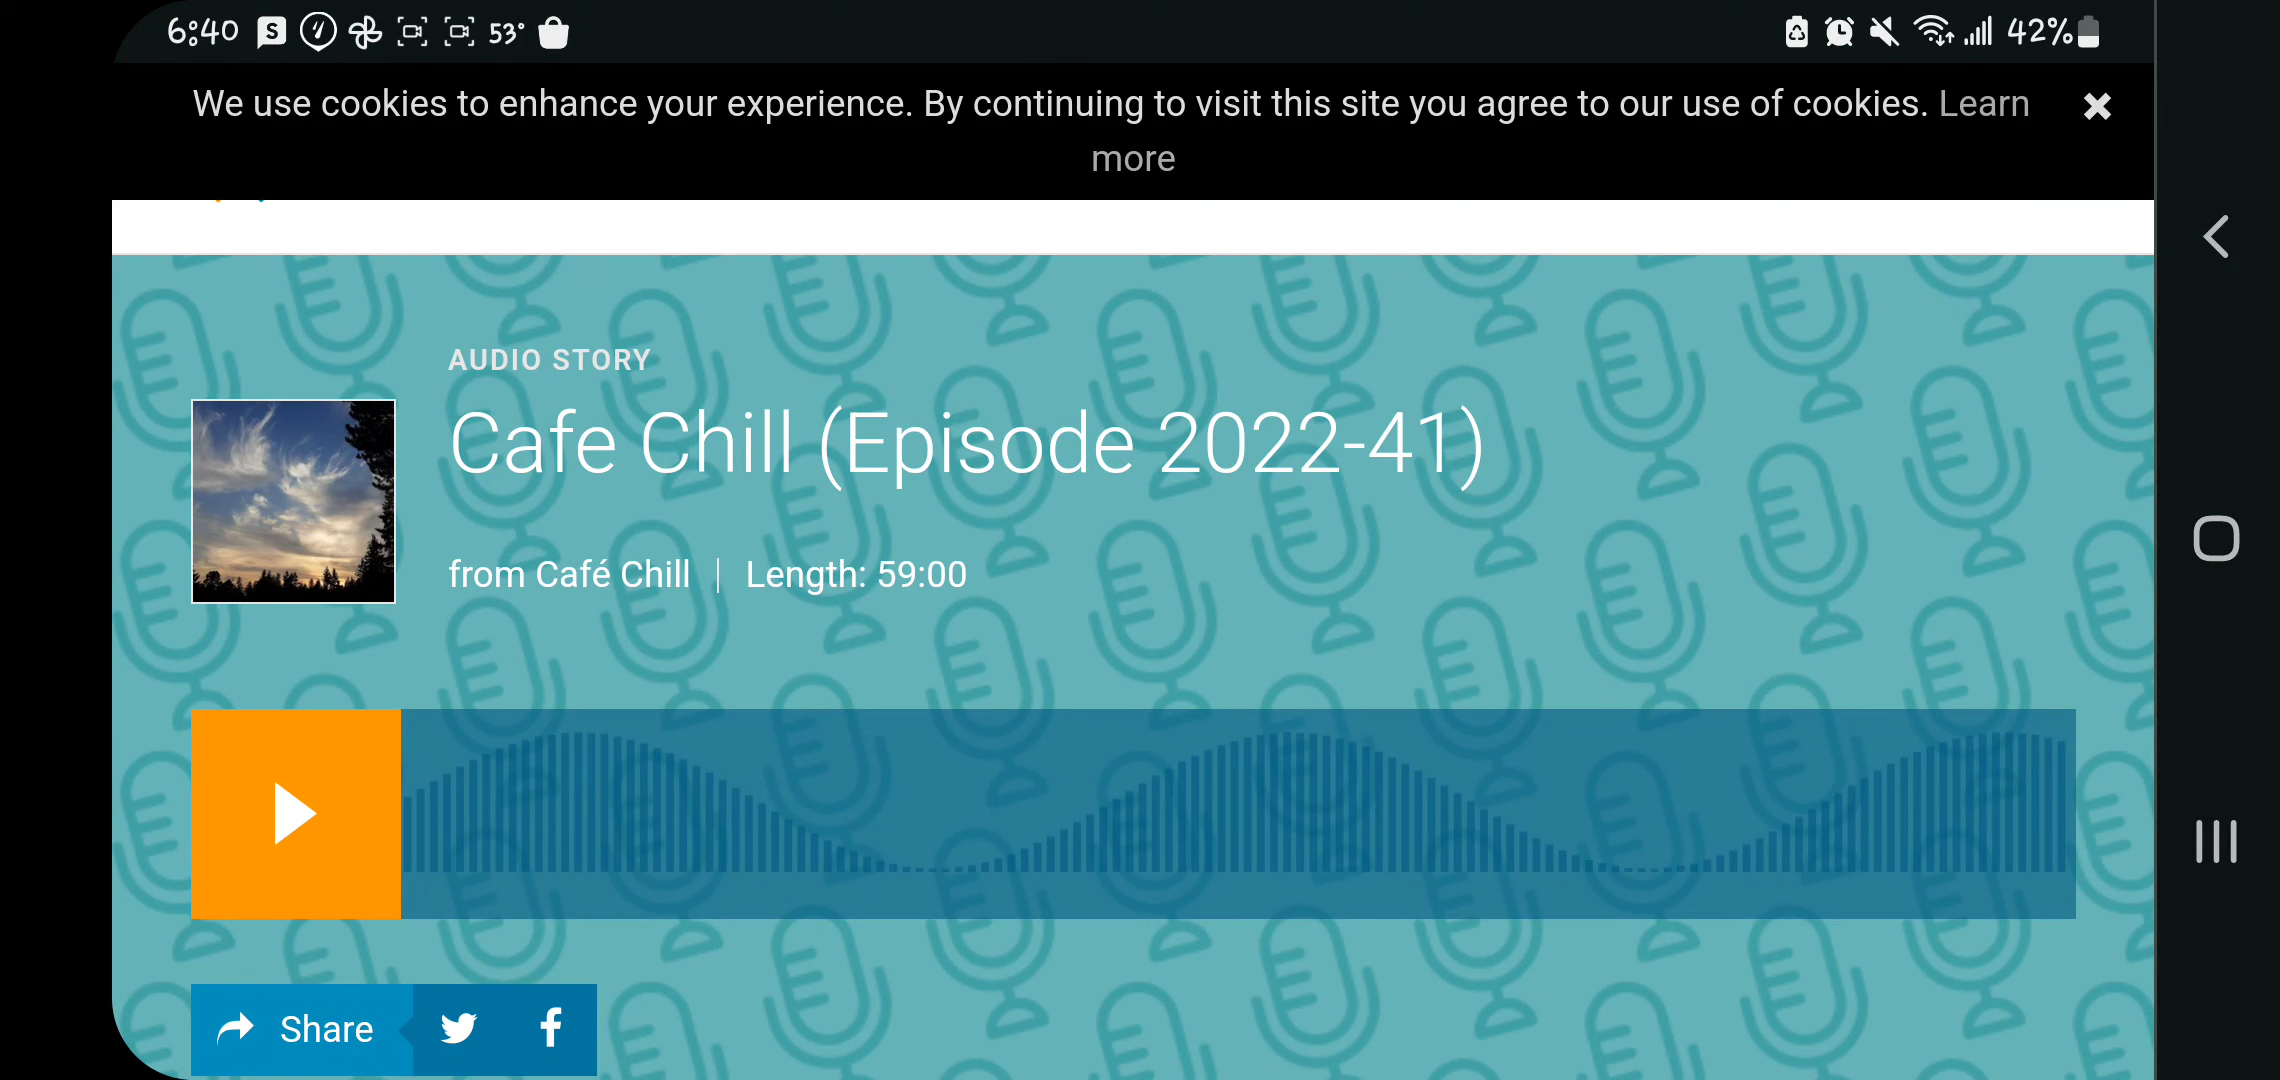 6:40 S 53° 42%
We use cookies to enhance your experience. By continuing to visit this site you agree to our use of cookies. Learn
more
AUDIO STORY
Cafe Chill (Episode 2022-41)
from Café Chill | Length: 59:00
Share